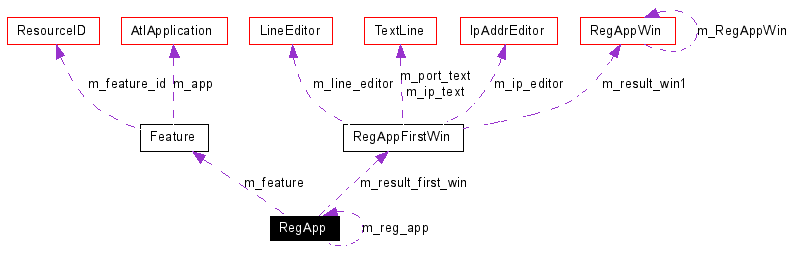 ResourceID
AtlApplication
LineEditor
TextLine
IpAddrEditor
RegAppWin
m_RegAppWin
m_feature_id
m_app
m_line_editor
m_port_text
m_ip_text
m_ip_editor
m_result_win1
Feature
RegAppFirstWin
m_feature
m_result_first_win
RegApp
m_reg_app